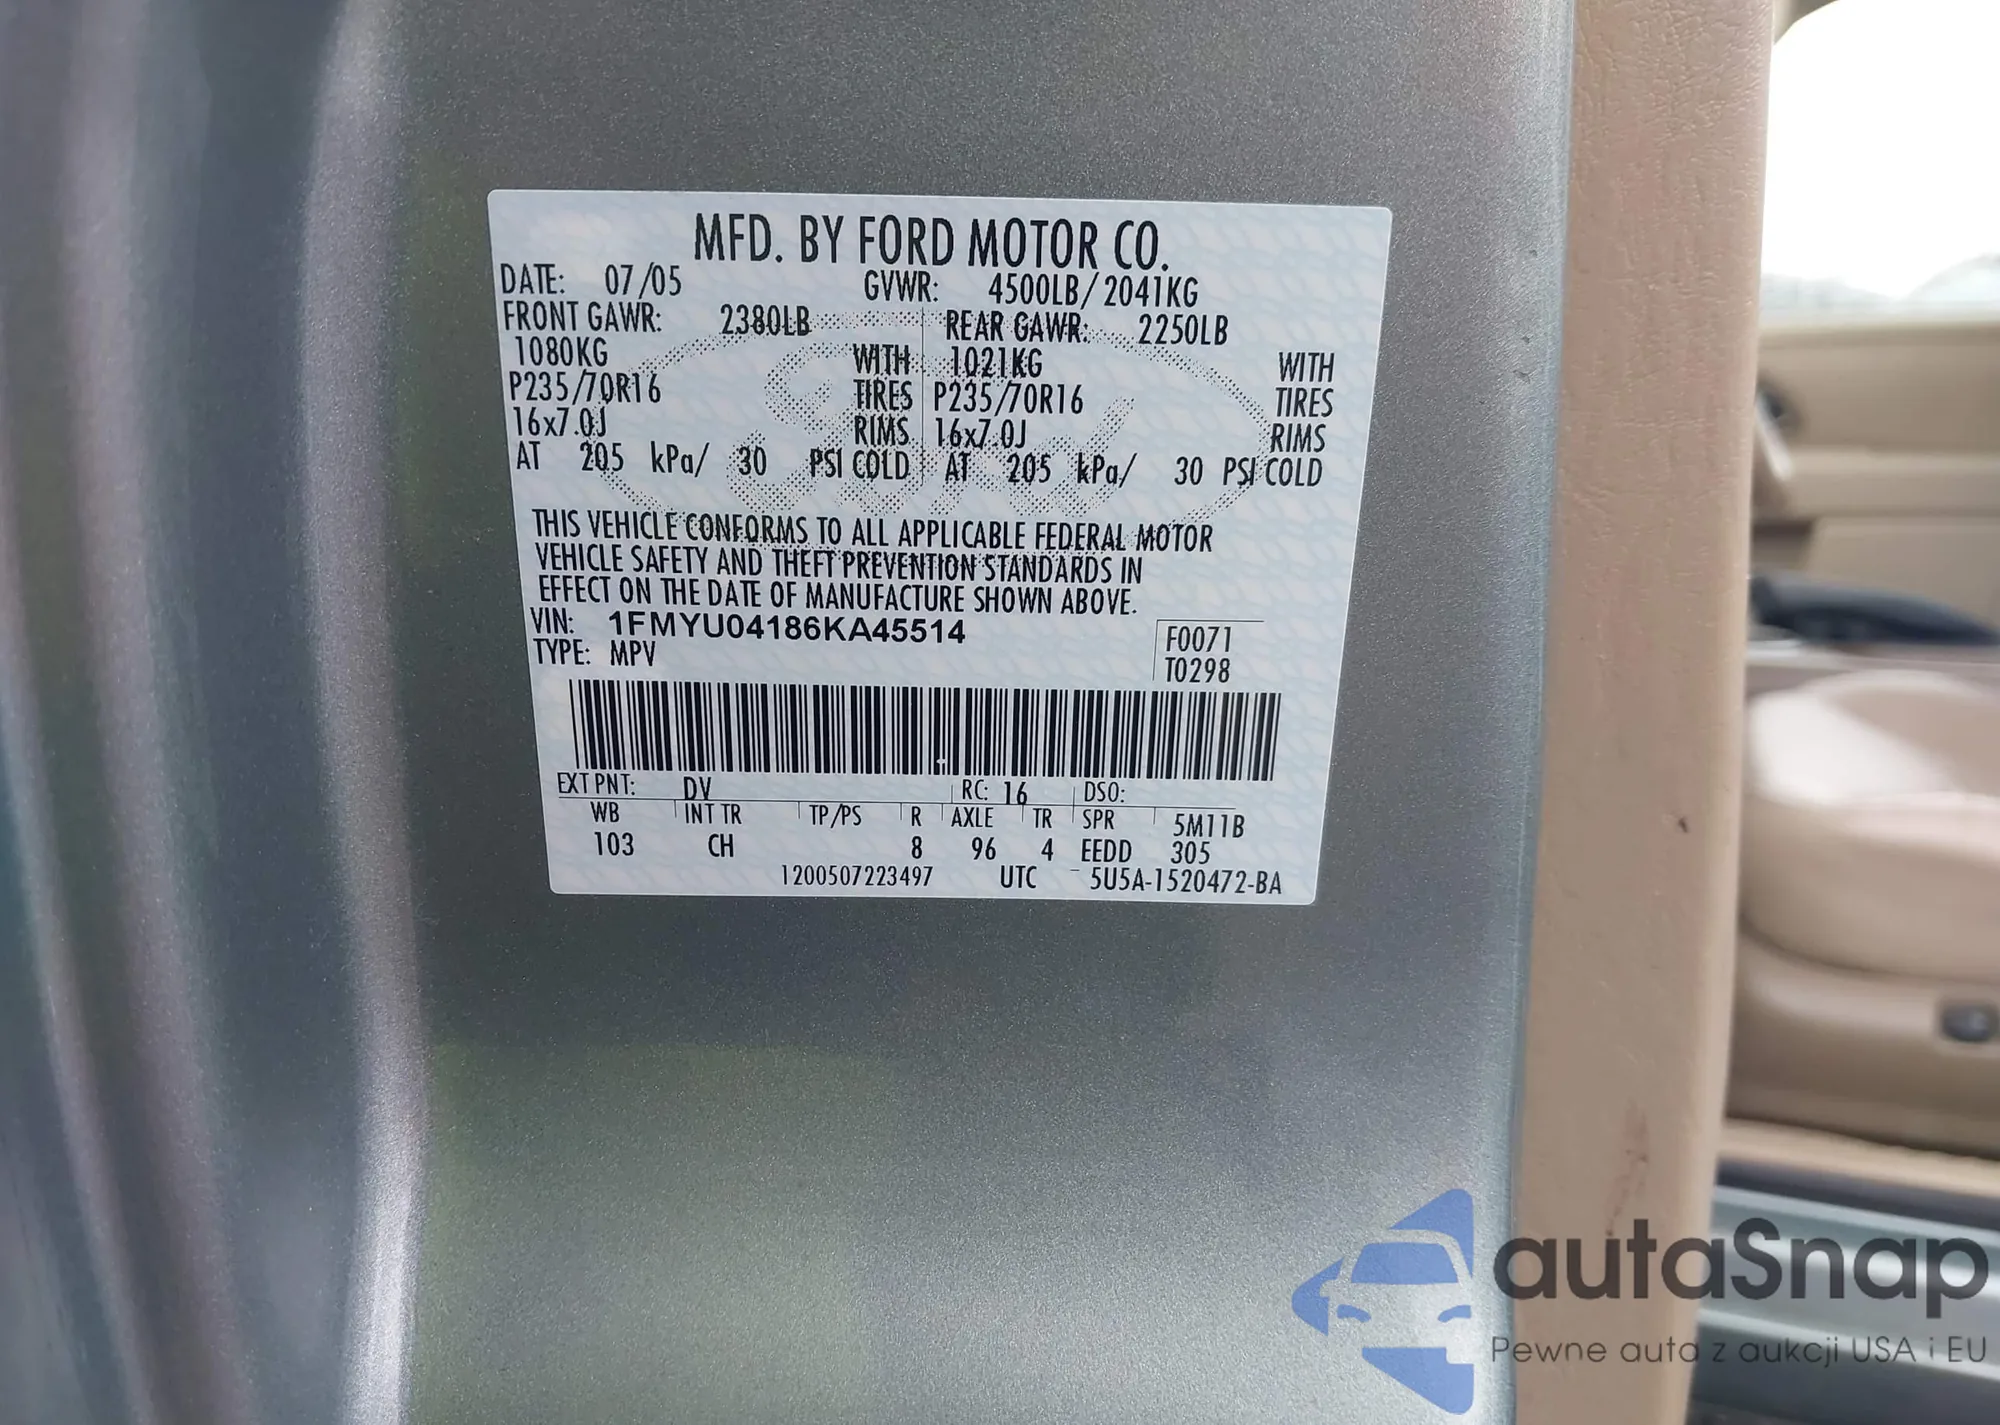 MFD. BY FORD MOTOR CO.
DATE: 07/05 GVWR: 4500LB/2041KG
FRONT GAWR: 2380LB REAR GAWR: 2250LB
1080KG WITH 1021KG WITH
P235/70R16 TIRES P235/70R16 TIRES
16x7.0J RIMS 16x7.0J RIMS
AT 205 kPa/ 30 PSI COLD AT 205 kPa/ 30 PSI COLD
THIS VEHICLE CONFORMS TO ALL APPLICABLE FEDERAL MOTOR
VEHICLE SAFETY AND THEFT PREVENTION STANDARDS IN
EFFECT ON THE DATE OF MANUFACTURE SHOWN ABOVE.
VIN: 1FMYU04186KA45514 F0071
TYPE: MPV T0298
EXT PNT: DV RC: 16 DSO:
WB INT TR TP/PS R AXLE TR SPR 5M11B
103 CH 8 96 4 EEDD 305
1200507223497 UTC 5U5A-1520472-BA
Ford
autaSnap
Pewne auta z aukcji USA i EU